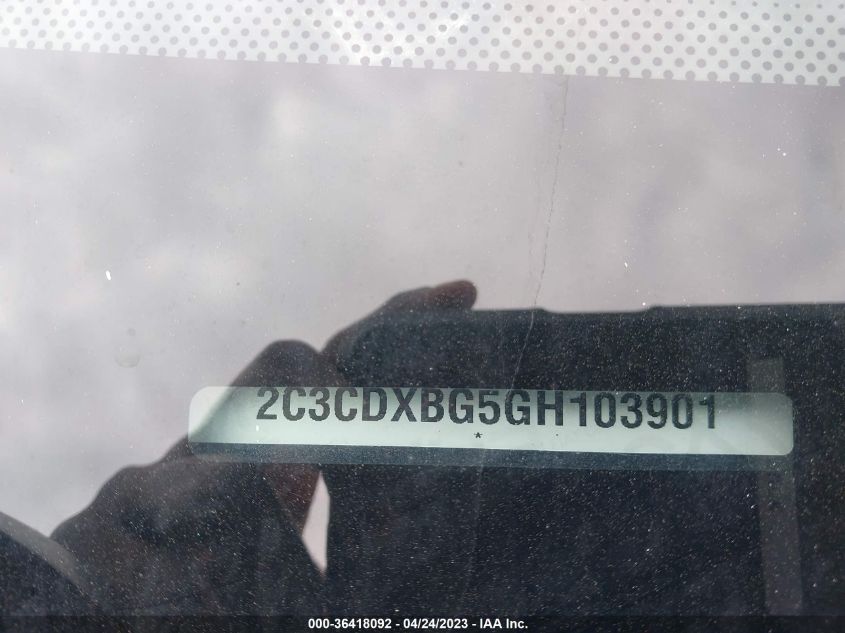 2C3CDXBG5GH103901
*
000-36418092 - 04/24/2023 - IAA Inc.